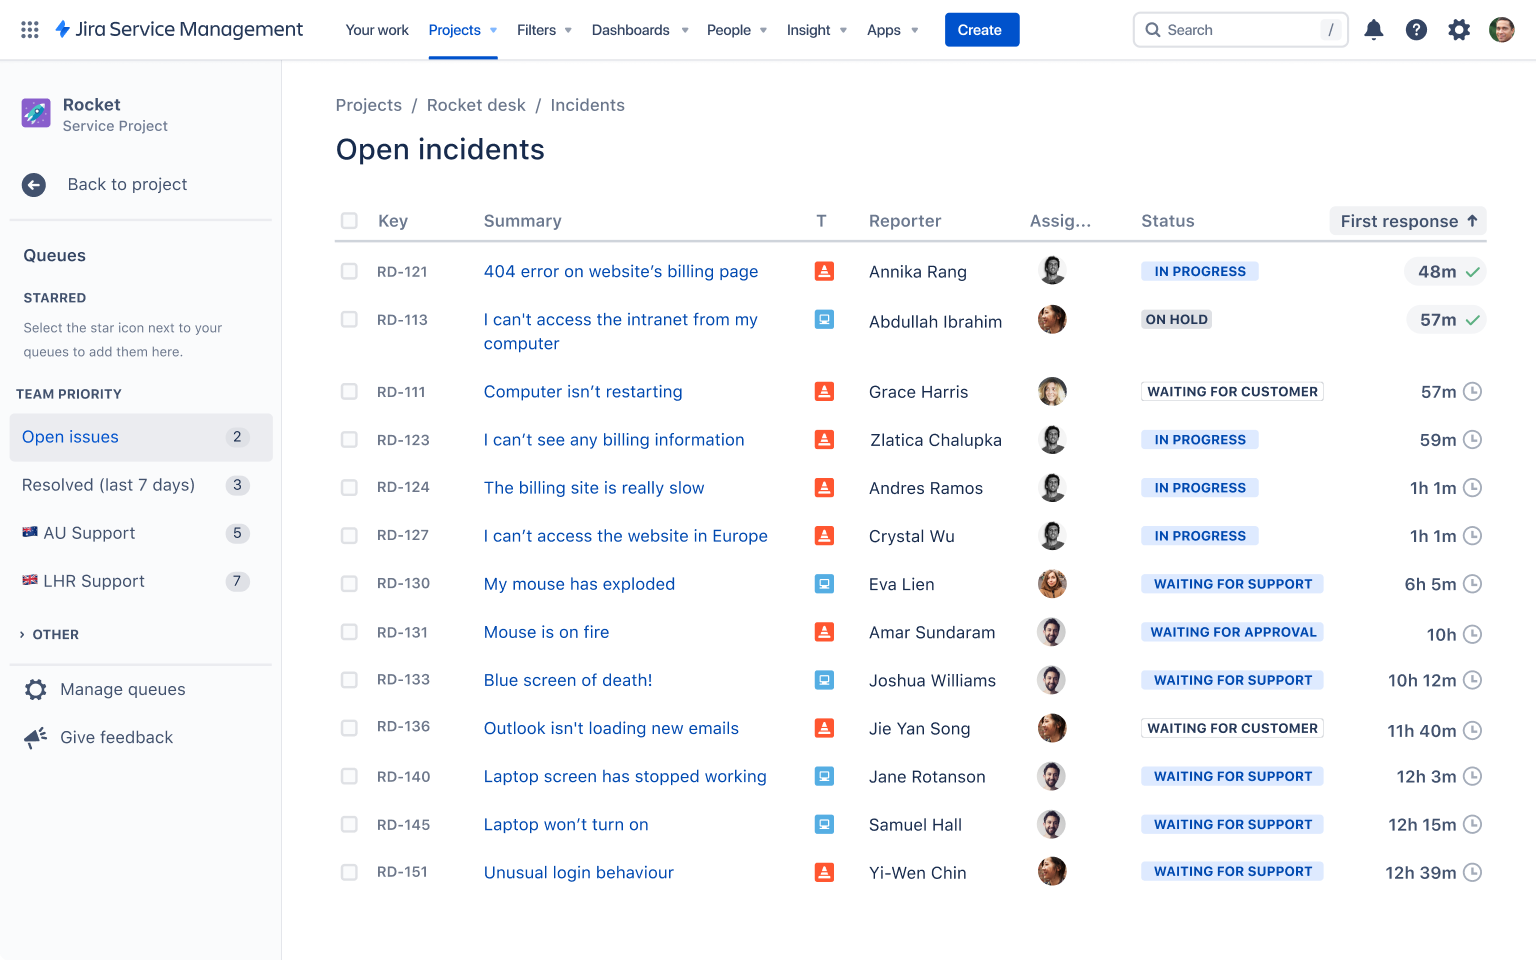 Jira Service Management
Your work
Projects
Filters
Dashboards
People
Insight
Apps
Create
Search
/
Rocket
Service Project
Back to project
Queues
STARRED
Select the star icon next to your
queues to add them here.
TEAM PRIORITY
Open issues 2
Resolved (last 7 days) 3
AU Support 5
LHR Support 7
OTHER
Manage queues
Give feedback
Projects / Rocket desk / Incidents
Open incidents
Key Summary T Reporter Assig... Status First response
RD-121 404 error on website’s billing page Annika Rang IN PROGRESS 48m
RD-113 I can't access the intranet from my Abdullah Ibrahim ON HOLD 57m
computer
RD-111 Computer isn’t restarting Grace Harris WAITING FOR CUSTOMER 57m
RD-123 I can’t see any billing information Zlatica Chalupka IN PROGRESS 59m
RD-124 The billing site is really slow Andres Ramos IN PROGRESS 1h 1m
RD-127 I can’t access the website in Europe Crystal Wu IN PROGRESS 1h 1m
RD-130 My mouse has exploded Eva Lien WAITING FOR SUPPORT 6h 5m
RD-131 Mouse is on fire Amar Sundaram WAITING FOR APPROVAL 10h
RD-133 Blue screen of death! Joshua Williams WAITING FOR SUPPORT 10h 12m
RD-136 Outlook isn't loading new emails Jie Yan Song WAITING FOR CUSTOMER 11h 40m
RD-140 Laptop screen has stopped working Jane Rotanson WAITING FOR SUPPORT 12h 3m
RD-145 Laptop won’t turn on Samuel Hall WAITING FOR SUPPORT 12h 15m
RD-151 Unusual login behaviour Yi-Wen Chin WAITING FOR SUPPORT 12h 39m